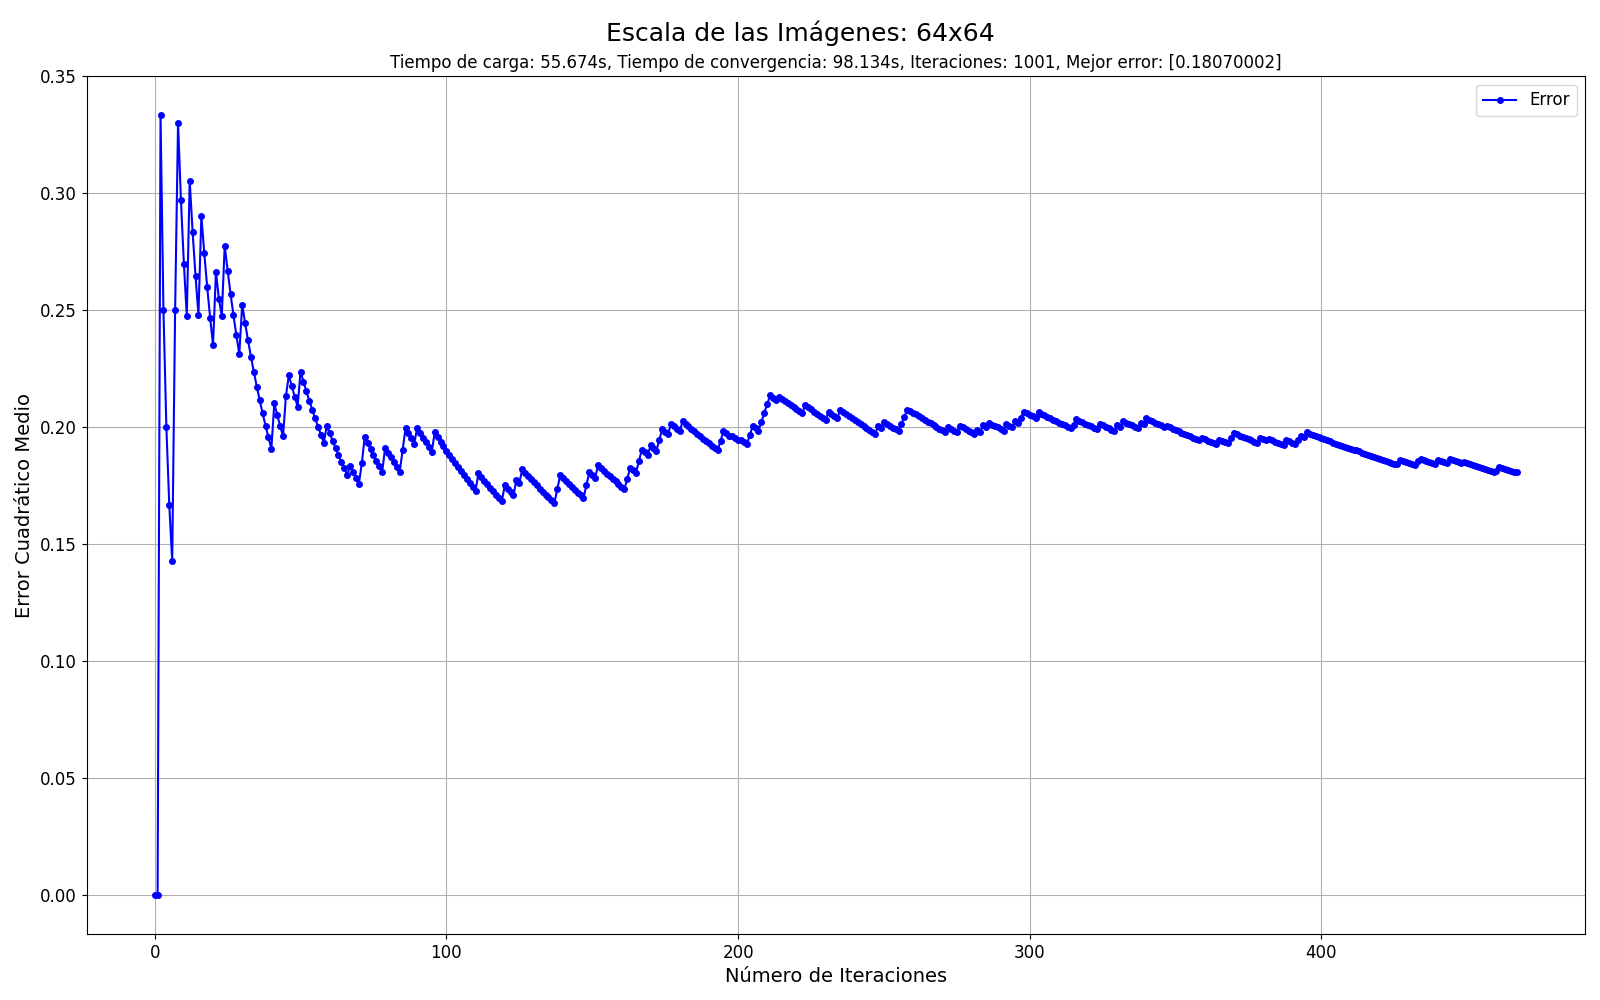 Escala de las Imágenes: 64x64
Tiempo de carga: 55.674s, Tiempo de convergencia: 98.134s, Iteraciones: 1001, Mejor error: [0.18070002]
Error
Error Cuadrático Medio
0.35
0.30
0.25
0.20
0.15
0.10
0.05
0.00
0 100 200 300 400
Número de Iteraciones